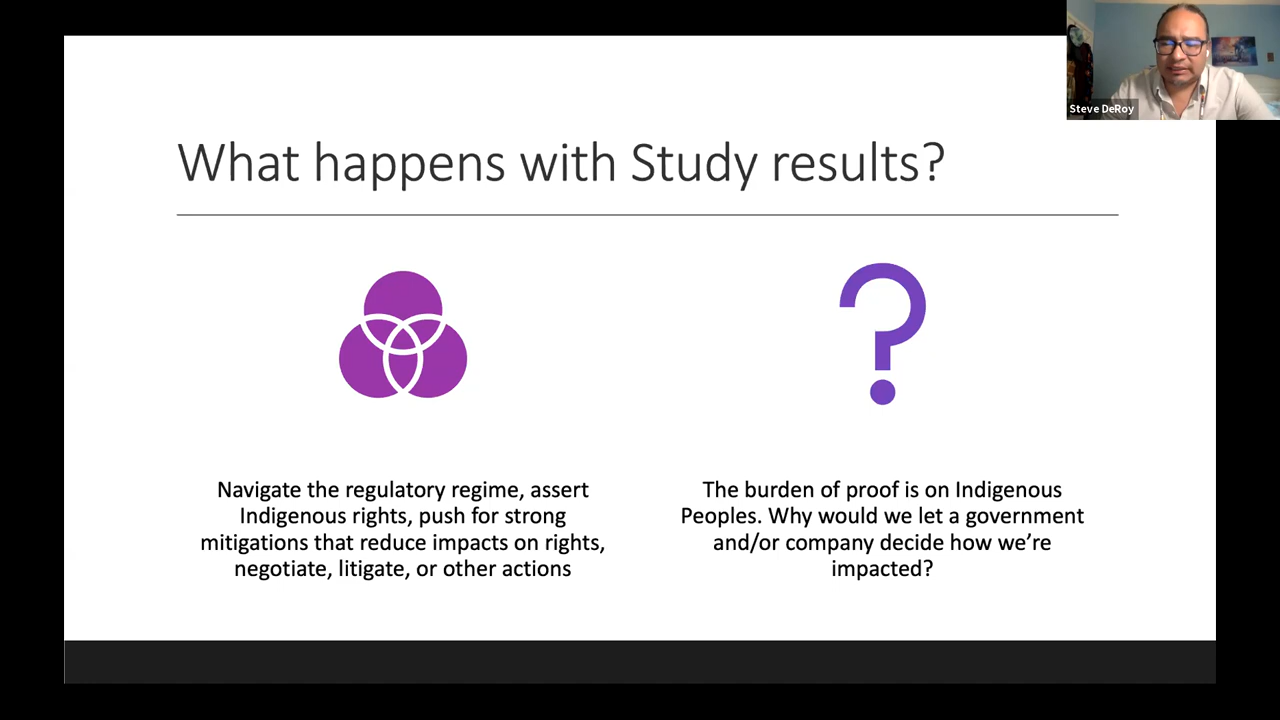 Steve DeRoy
What happens with Study results?
Navigate the regulatory regime, assert
Indigenous rights, push for strong
mitigations that reduce impacts on rights,
negotiate, litigate, or other actions
The burden of proof is on Indigenous
Peoples. Why would we let a government
and/or company decide how we’re
impacted?